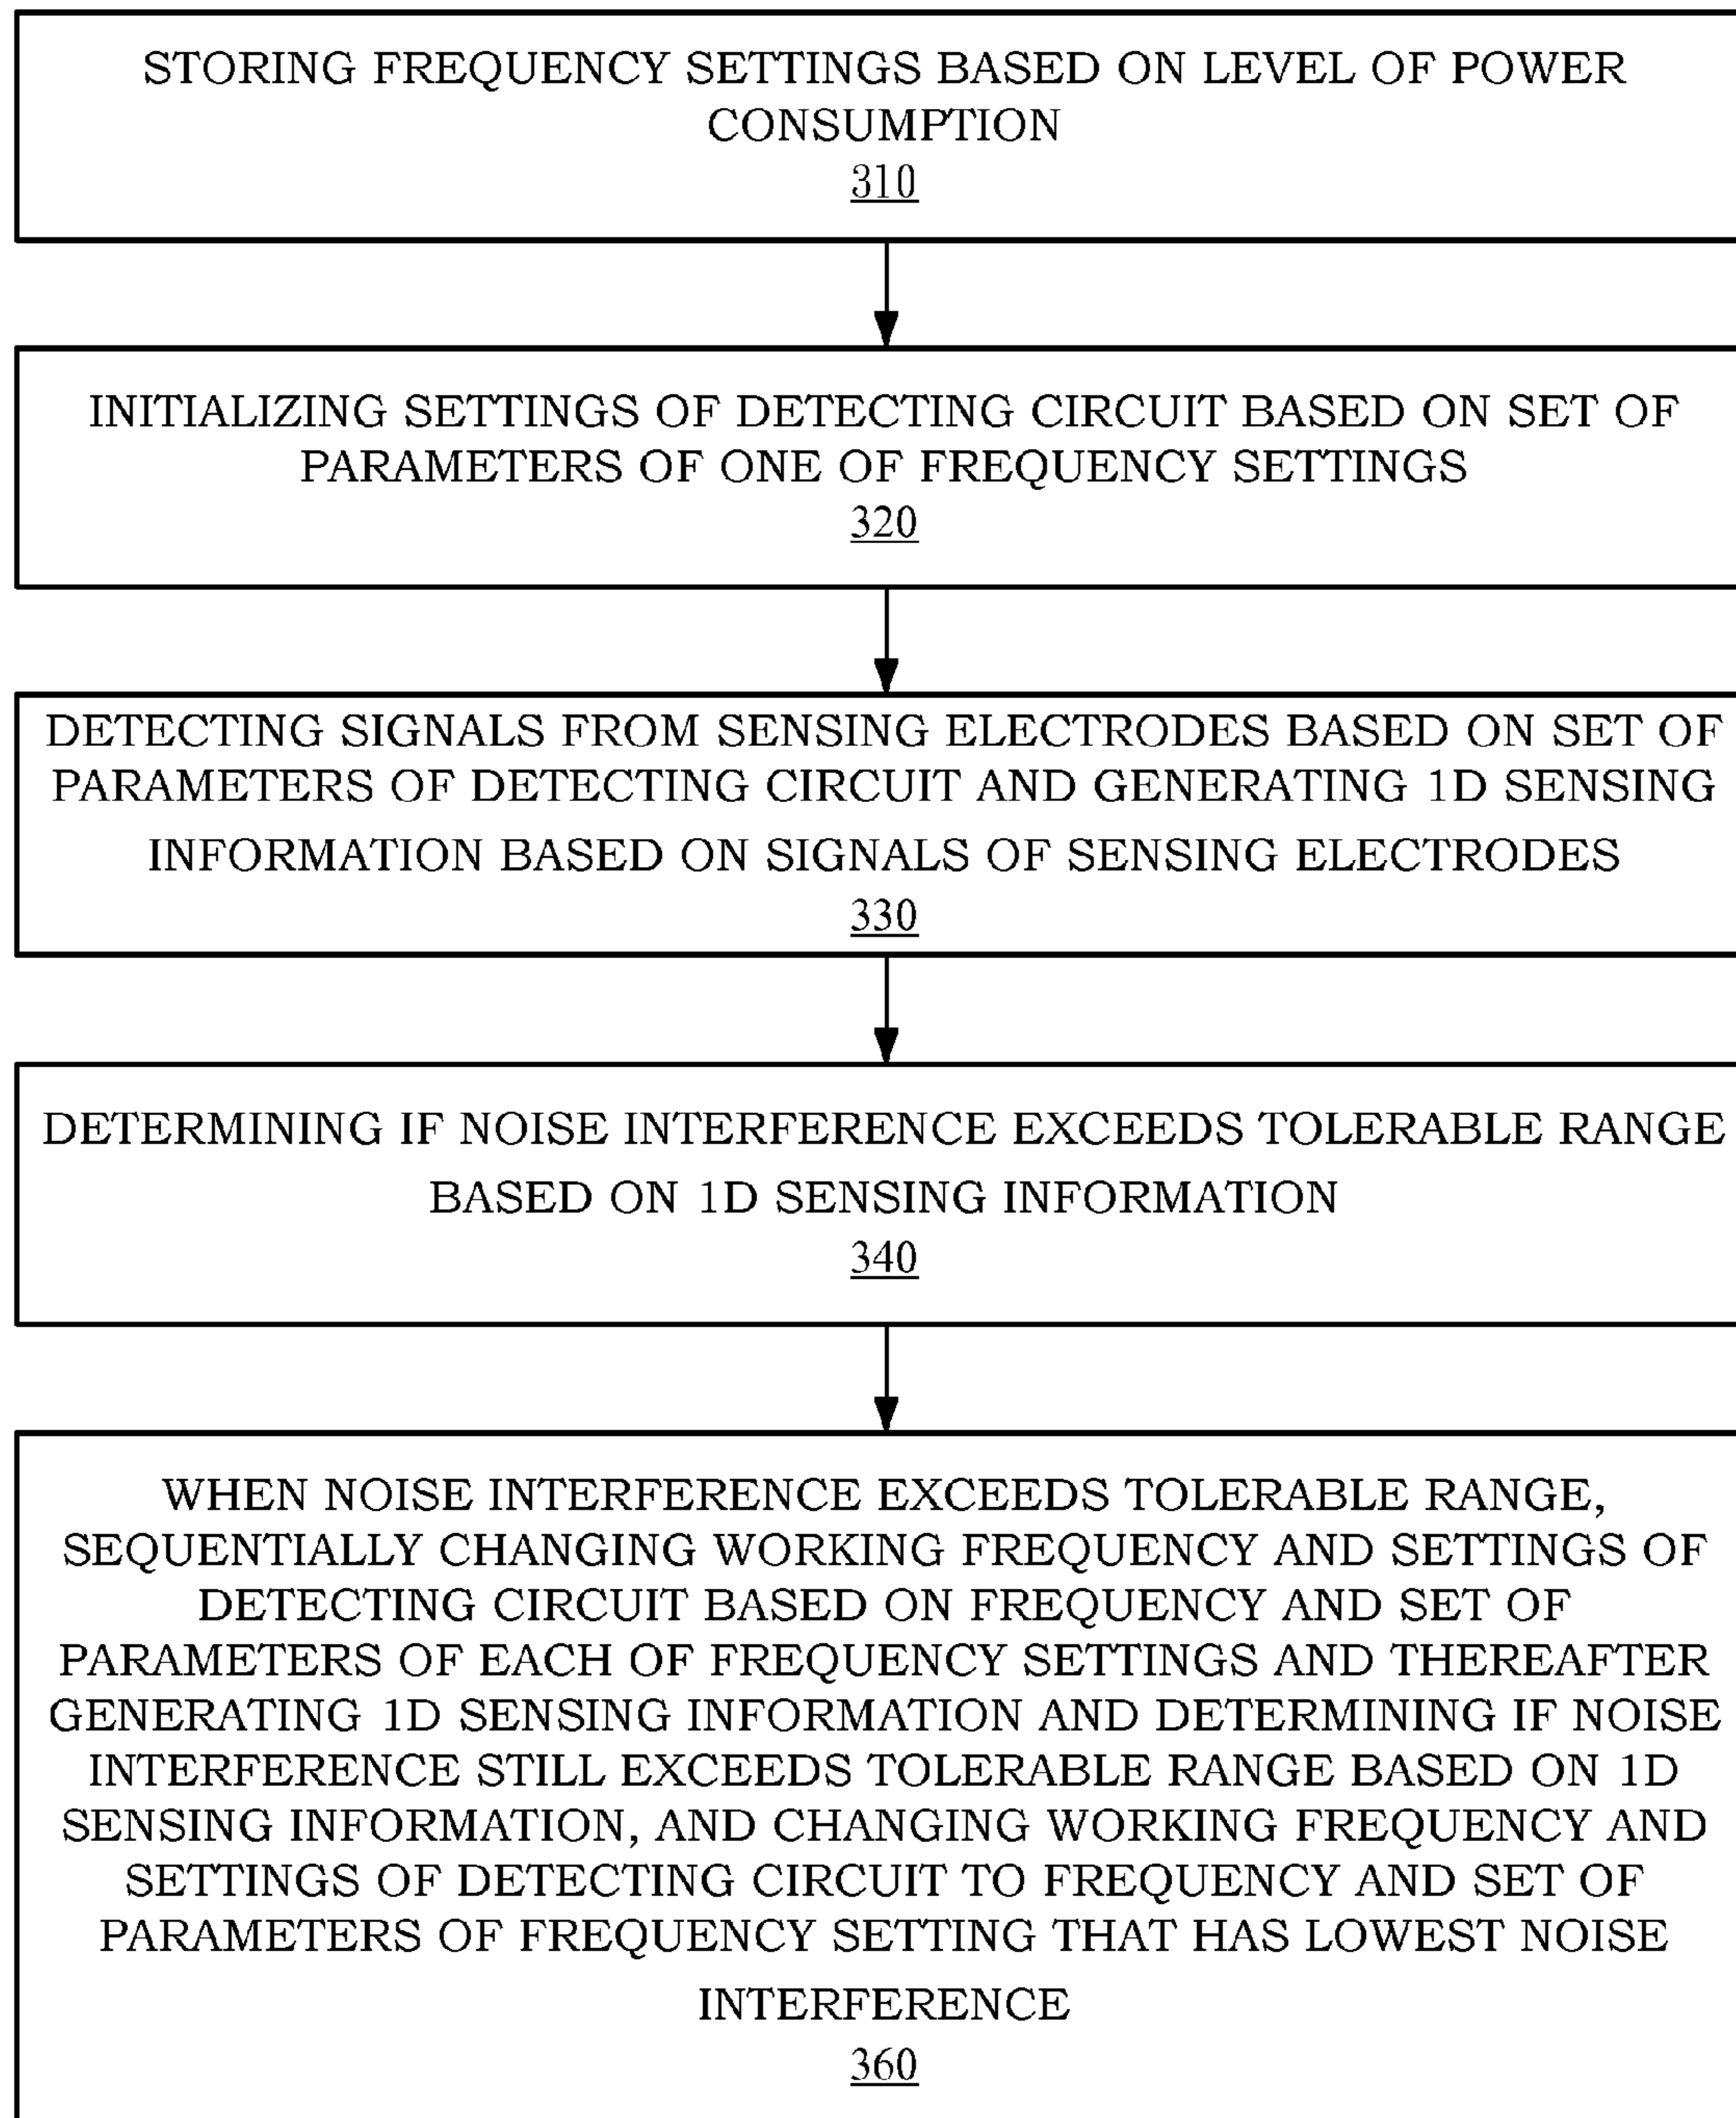 STORING FREQUENCY SETTINGS BASED ON LEVEL OF POWER
CONSUMPTION
310
INITIALIZING SETTINGS OF DETECTING CIRCUIT BASED ON SET OF
PARAMETERS OF ONE OF FREQUENCY SETTINGS
320
DETECTING SIGNALS FROM SENSING ELECTRODES BASED ON SET OF
PARAMETERS OF DETECTING CIRCUIT AND GENERATING 1D SENSING
INFORMATION BASED ON SIGNALS OF SENSING ELECTRODES
330
DETERMINING IF NOISE INTERFERENCE EXCEEDS TOLERABLE RANGE
BASED ON 1D SENSING INFORMATION
340
WHEN NOISE INTERFERENCE EXCEEDS TOLERABLE RANGE,
SEQUENTIALLY CHANGING WORKING FREQUENCY AND SETTINGS OF
DETECTING CIRCUIT BASED ON FREQUENCY AND SET OF
PARAMETERS OF EACH OF FREQUENCY SETTINGS AND THEREAFTER
GENERATING 1D SENSING INFORMATION AND DETERMINING IF NOISE
INTERFERENCE STILL EXCEEDS TOLERABLE RANGE BASED ON 1D
SENSING INFORMATION, AND CHANGING WORKING FREQUENCY AND
SETTINGS OF DETECTING CIRCUIT TO FREQUENCY AND SET OF
PARAMETERS OF FREQUENCY SETTING THAT HAS LOWEST NOISE
INTERFERENCE
360